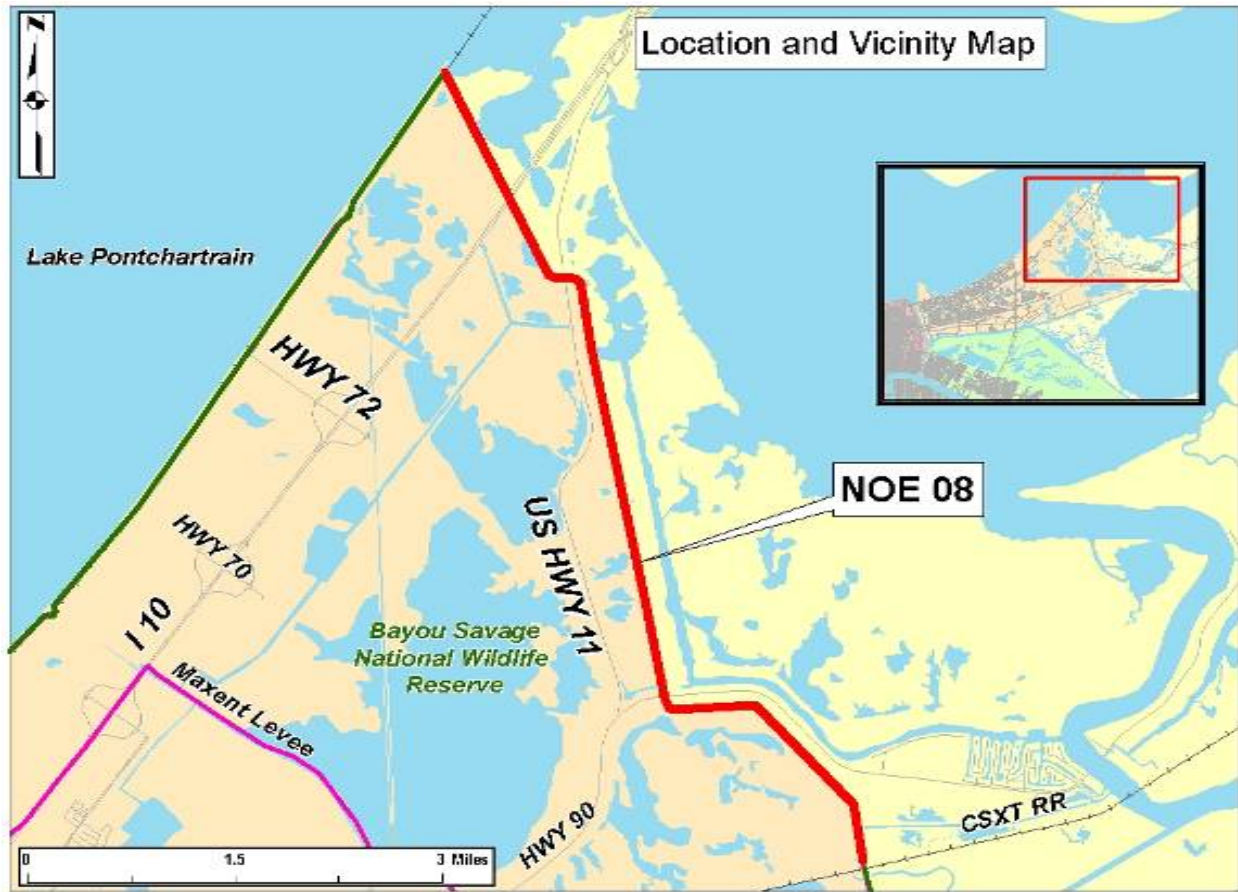 N
Location and Vicinity Map
Lake Pontchartrain
HWY 72
NOE 08
HWY 70
US HWY 11
I 10
Bayou Savage
National Wildlife
Reserve
Maxent Levee
HWY 90
CSXT RR
0 1.5 3 Miles